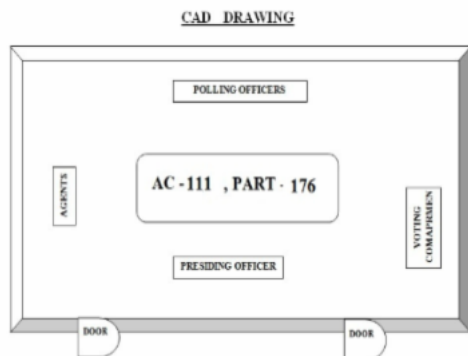 CAD DRAWING
POLLING OFFICERS
AGENTS
AC -111 , PART - 176
VOTING
COMAPRMEN
PRESIDING OFFICER
DOOR
DOOR